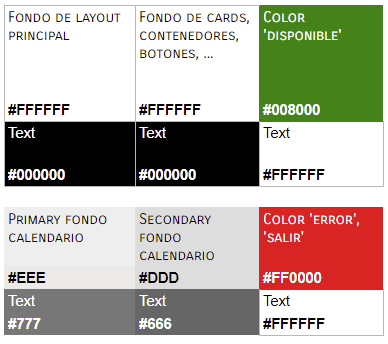 Fondo de layout
principal
#FFFFFF
Text
#000000
Fondo de cards,
contenedores,
botones, ...
#FFFFFF
Text
#000000
Color
'disponible'
#008000
Text
#FFFFFF
Primary fondo
calendario
#EEE
Text
#777
Secondary
fondo
calendario
#DDD
Text
#666
Color 'error',
'salir'
#FF0000
Text
#FFFFFF